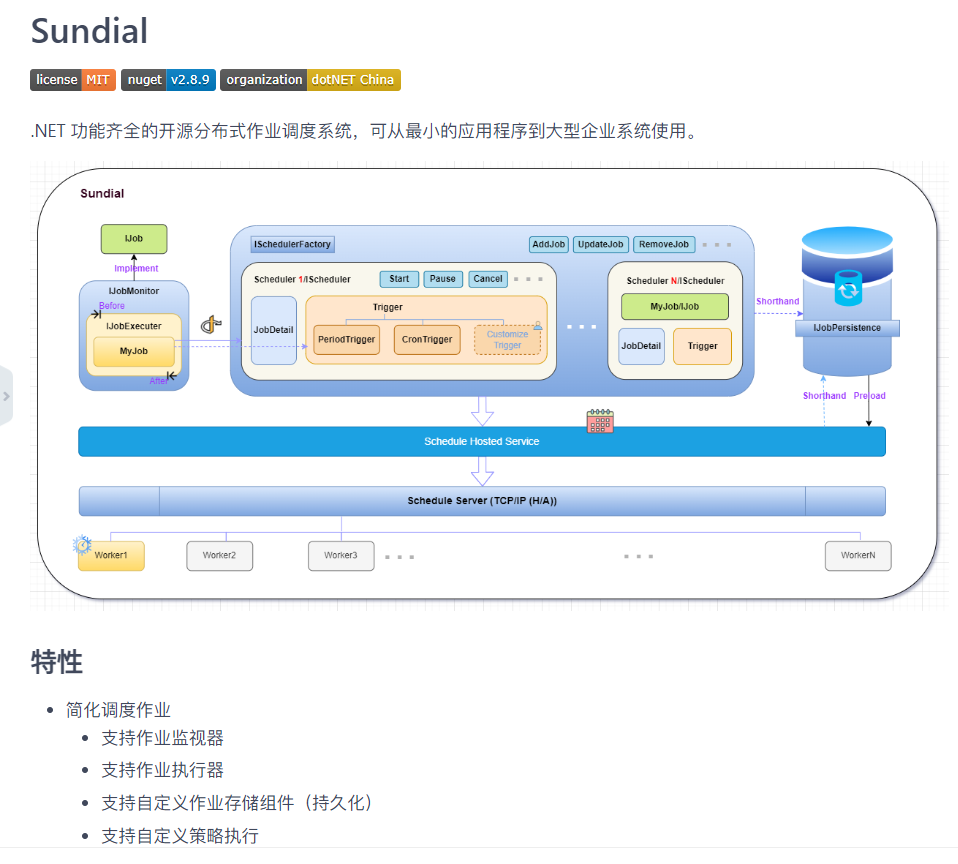 Sundial
license MIT nuget v2.8.9 organization dotNET China
.NET 功能齐全的开源分布式作业调度系统，可从最小的应用程序到大型企业系统使用。
Sundial
IJob
Implement
IJobMonitor
Before
IJobExecuter
MyJob
After
ISchedulerFactory
AddJob UpdateJob RemoveJob
Scheduler 1/IScheduler
Start Pause Cancel
JobDetail
Trigger
PeriodTrigger CronTrigger Customize
Trigger
Scheduler N/IScheduler
MyJob/IJob
JobDetail Trigger
Shorthand
IJobPersistence
Shorthand Preload
Schedule Hosted Service
Schedule Server (TCP/IP (H/A))
Worker1 Worker2 Worker3 WorkerN
特性
• 简化调度作业
• 支持作业监视器
• 支持作业执行器
• 支持自定义作业存储组件（持久化）
• 支持自定义策略执行